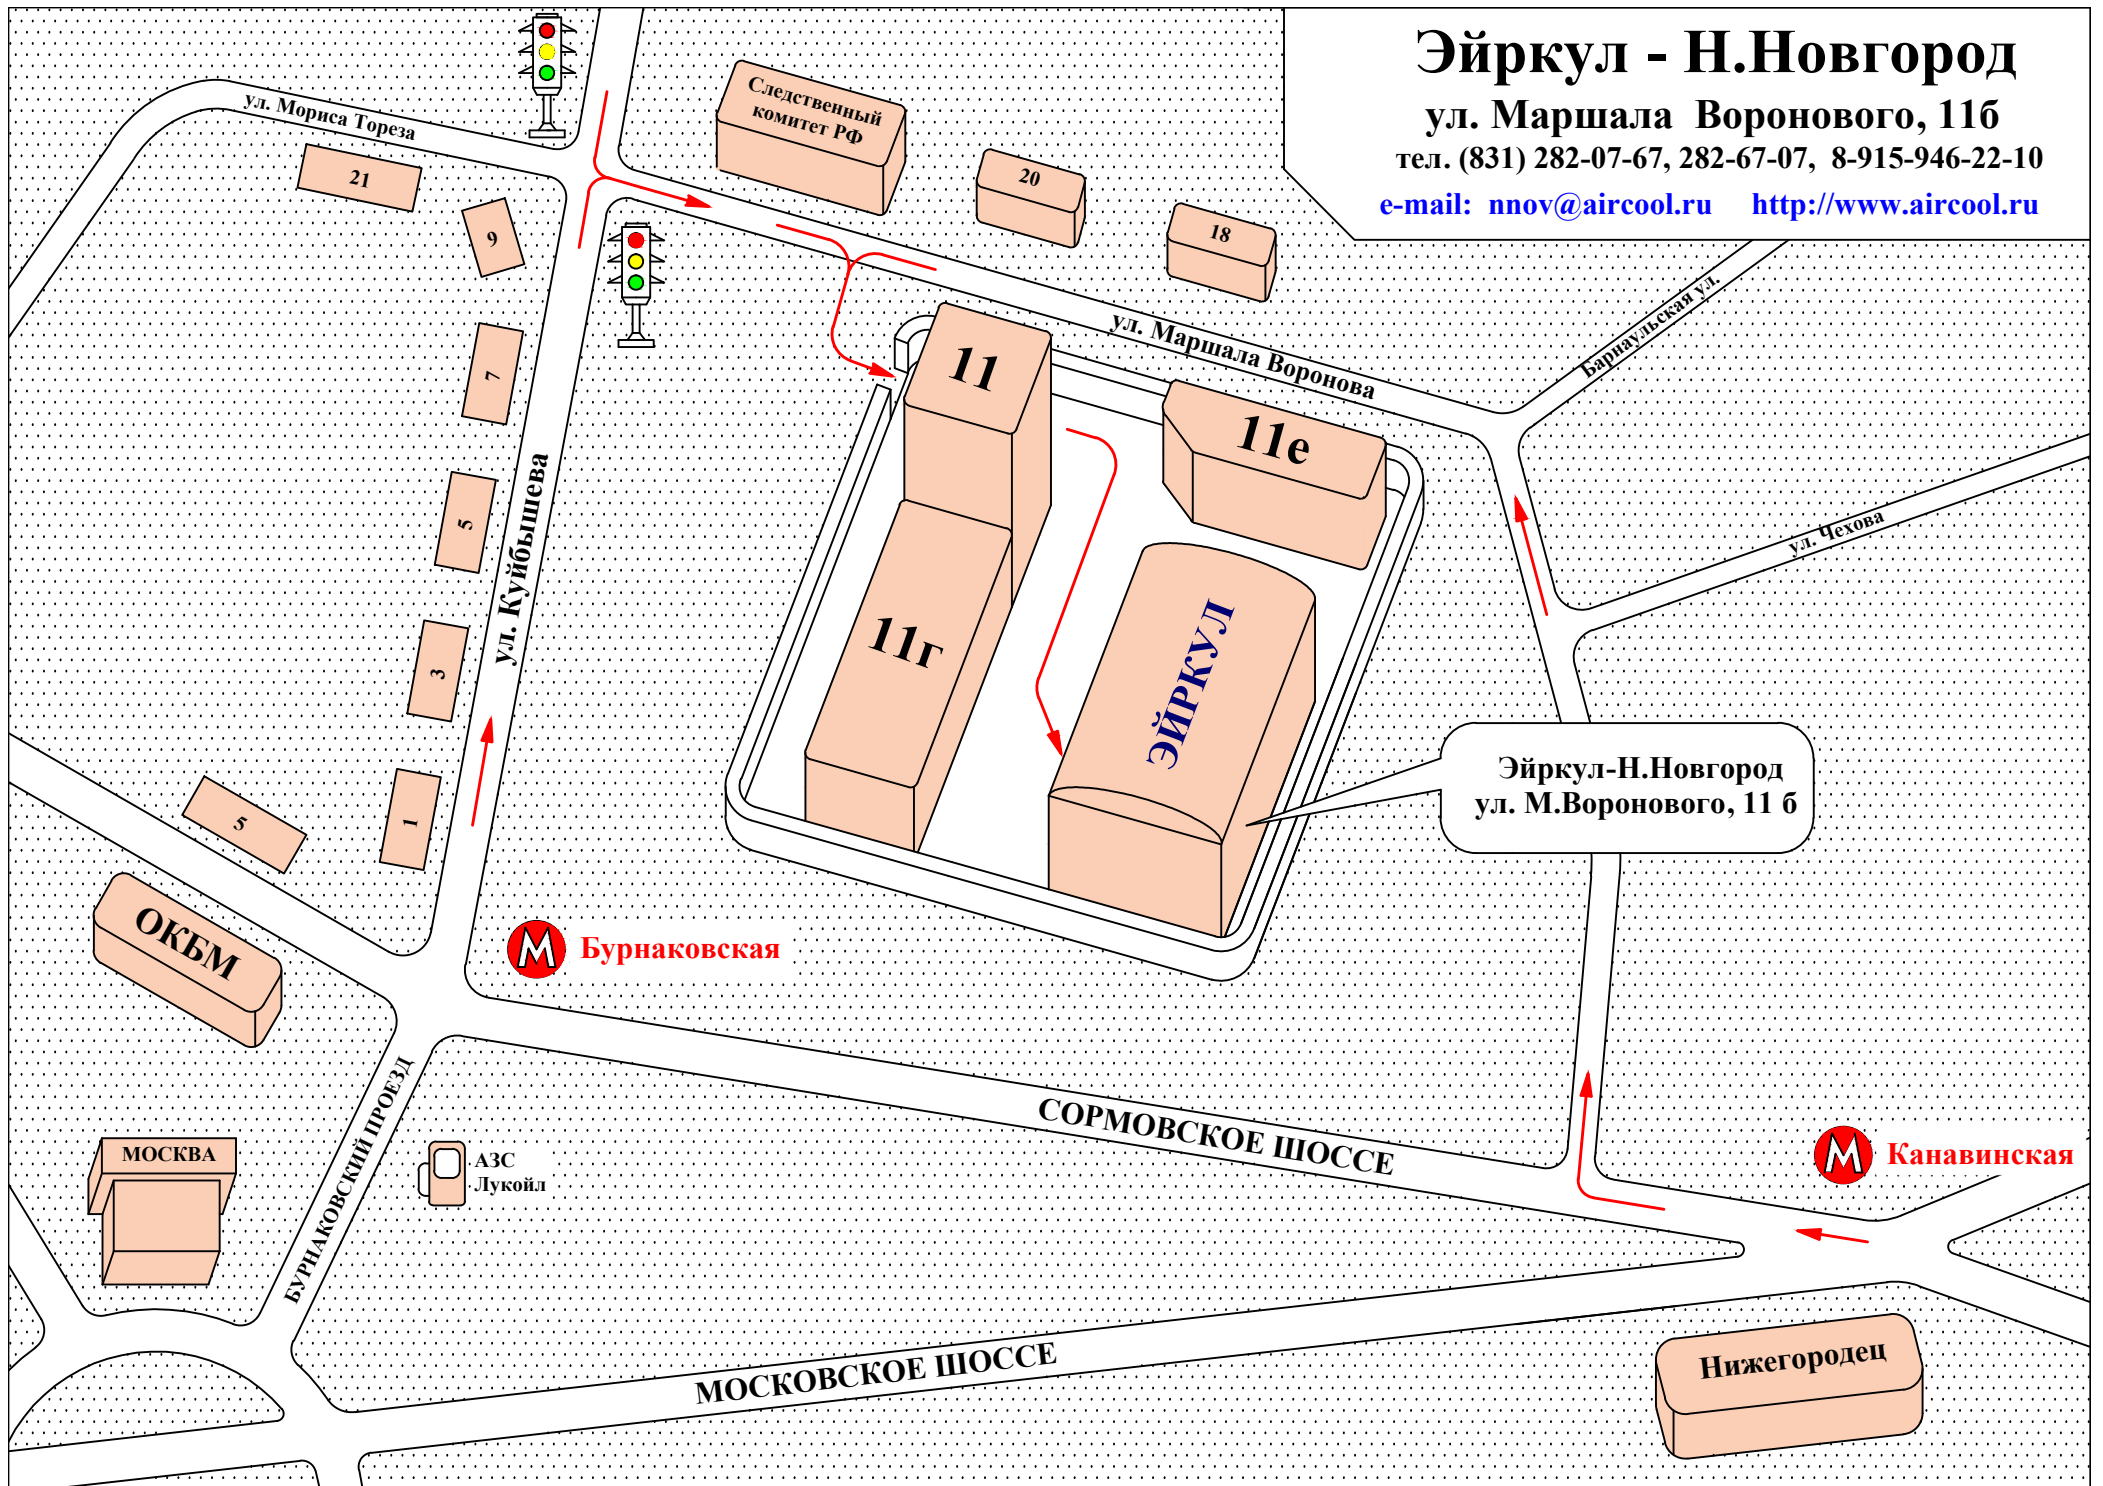 Эйркул - Н.Новгород
ул. Маршала Воронового, 11б
тел. (831) 282-07-67, 282-67-07, 8-915-946-22-10
e-mail: nnov@aircool.ru http://www.aircool.ru
ул. Мориса Тореза
Следственный
комитет РФ
21
20
9
18
Барнаульская ул.
ул. Маршала Воронова
11
7
11е
5
ул. Куйбышева
ул. Чехова
11г
3
ЭЙРКУЛ
Эйркул-Н.Новгород
ул. М.Воронового, 11 б
5
1
ОКБМ
М Бурнаковская
БУРНАКОВСКИЙ ПРОЕЗД
СОРМОВСКОЕ ШОССЕ
М Канавинская
МОСКВА
АЗС
Лукойл
МОСКОВСКОЕ ШОССЕ
Нижегородец